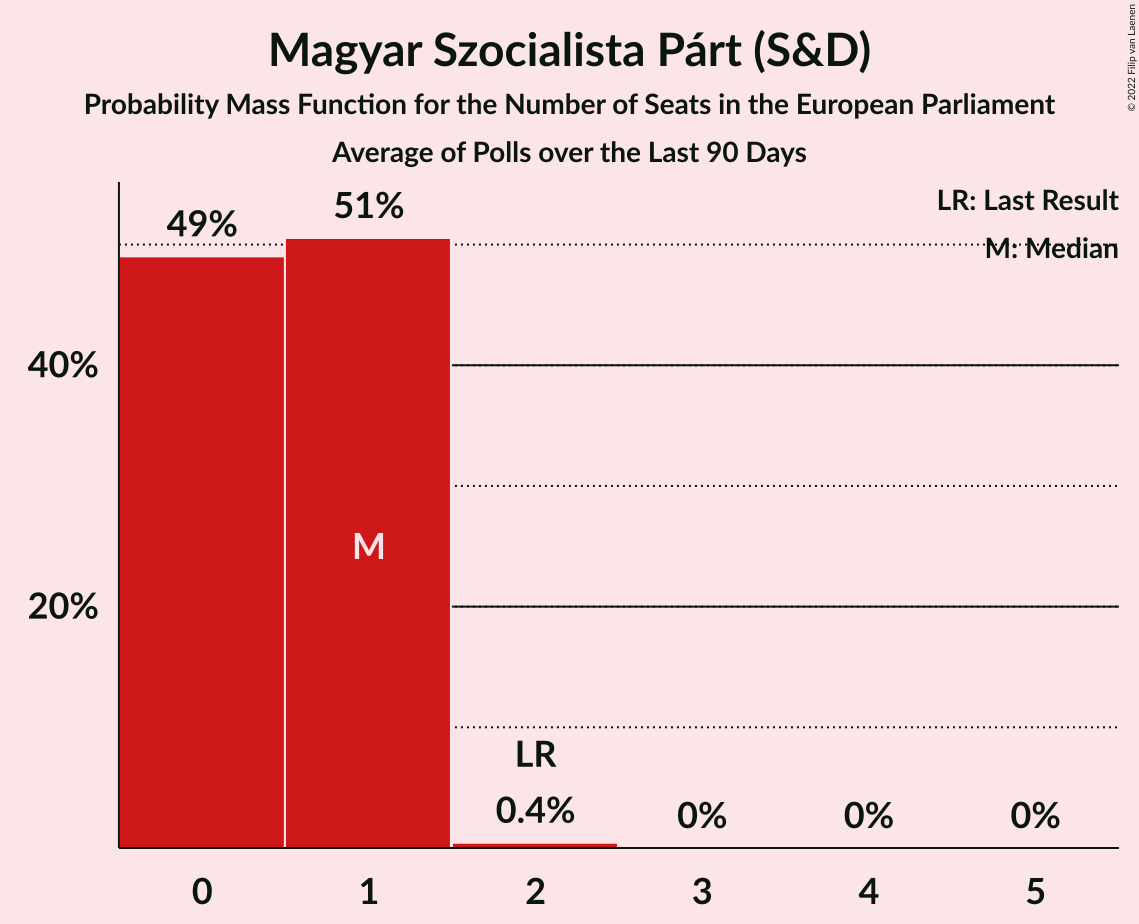 Magyar Szocialista Párt (S&D)
Probability Mass Function for the Number of Seats in the European Parliament
Average of Polls over the Last 90 Days
© 2022 Filip van Laenen
LR: Last Result
M: Median
49%
51%
40%
20%
M
LR
0.4%
0%
0%
0%
0
1
2
3
4
5